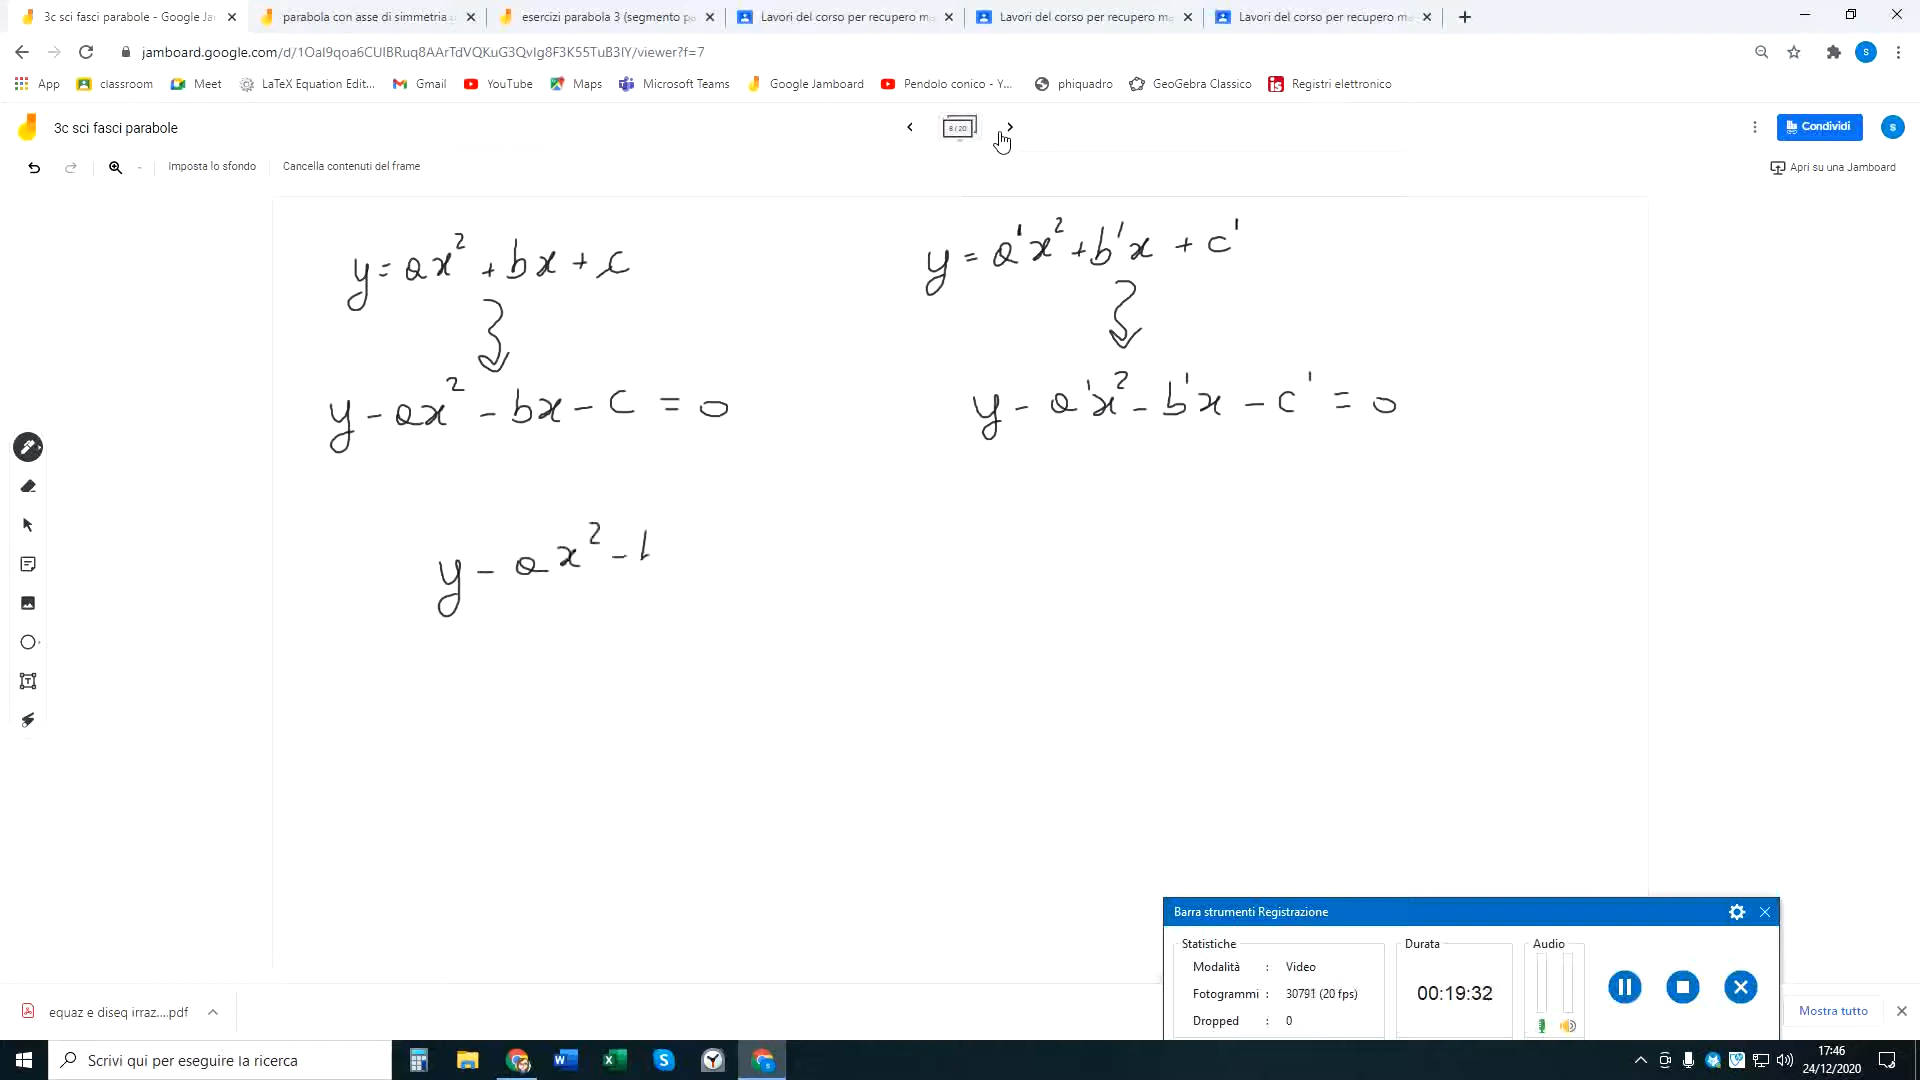 3c sci fasci parabole - Google Ja
parabola con asse di simmetria
esercizi parabola 3 (segmento p
Lavori del corso per recupero m
Lavori del corso per recupero m
Lavori del corso per recupero m
jamboard.google.com/d/1OaI9qoa6CUIBRuq8AArTdVQKuG3QvIg8F3K55TuB3lY/viewer?f=7
App
classroom
Meet
LaTeX Equation Edit...
Gmail
YouTube
Maps
Microsoft Teams
Google Jamboard
Pendolo conico - Y...
phiquadro
GeoGebra Classico
Registri elettronico
3c sci fasci parabole
8 / 20
Condividi
s
Imposta lo sfondo
Cancella contenuti del frame
Apri su una Jamboard
y = ax² + bx + c
y = a'x² + b'x + c'
y - ax² - bx - c = 0
y - a'x² - b'x - c' = 0
y - ax² - b
Barra strumenti Registrazione
Statistiche
Durata
Audio
Modalità : Video
Fotogrammi : 30791 (20 fps)
00:19:32
Dropped : 0
equaz e diseq irraz....pdf
Mostra tutto
Scrivi qui per eseguire la ricerca
17:46
24/12/2020